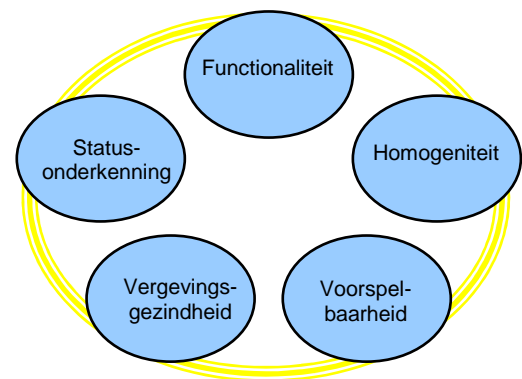 Functionaliteit
Status-
onderkenning
Homogeniteit
Vergevings-
gezindheid
Voorspel-
baarheid